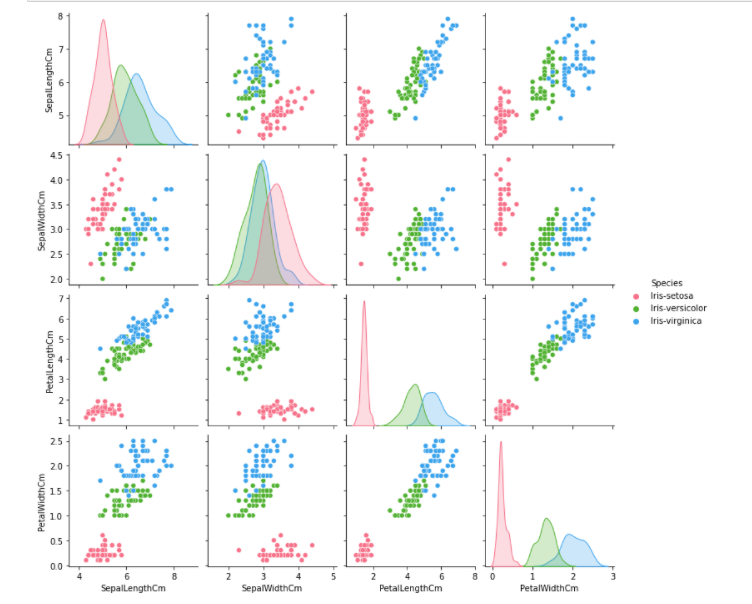 8
7
6
5
SepalLengthCm
4.5
4.0
3.5
3.0
2.5
2.0
SepalWidthCm
Species
Iris-setosa
Iris-versicolor
Iris-virginica
7
6
5
4
3
2
1
PetalLengthCm
2.5
2.0
1.5
1.0
0.5
0.0
PetalWidthCm
4 6 8 2 3 4 5 2 4 6 8 0 1 2 3
SepalLengthCm SepalWidthCm PetalLengthCm PetalWidthCm